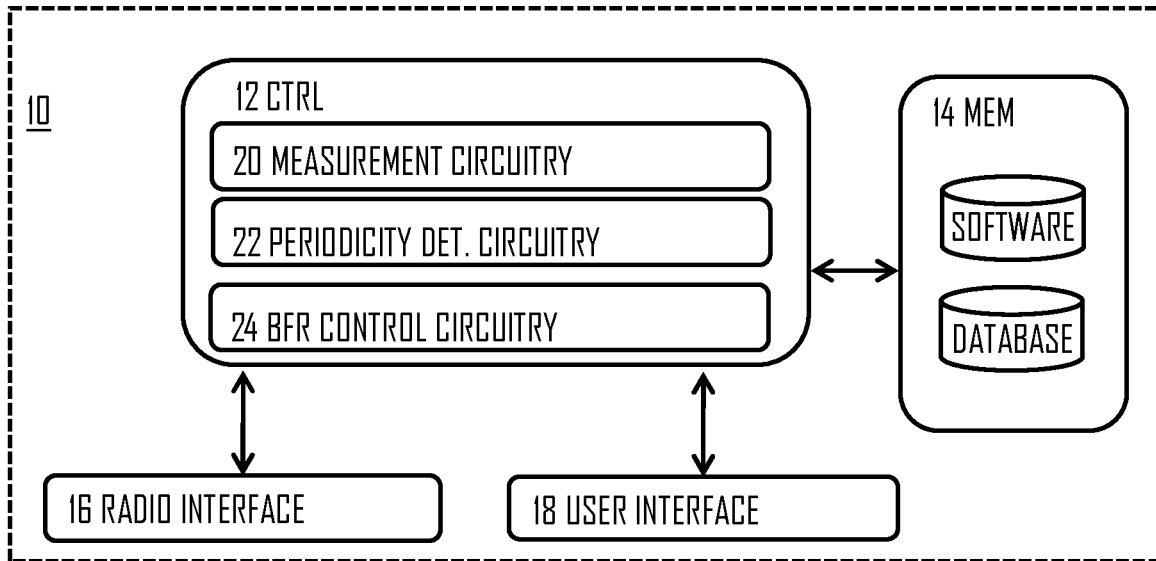 10
12 CTRL
20 MEASUREMENT CIRCUITRY
22 PERIODICITY DET. CIRCUITRY
24 BFR CONTROL CIRCUITRY
14 MEM
SOFTWARE
DATABASE
16 RADIO INTERFACE
18 USER INTERFACE